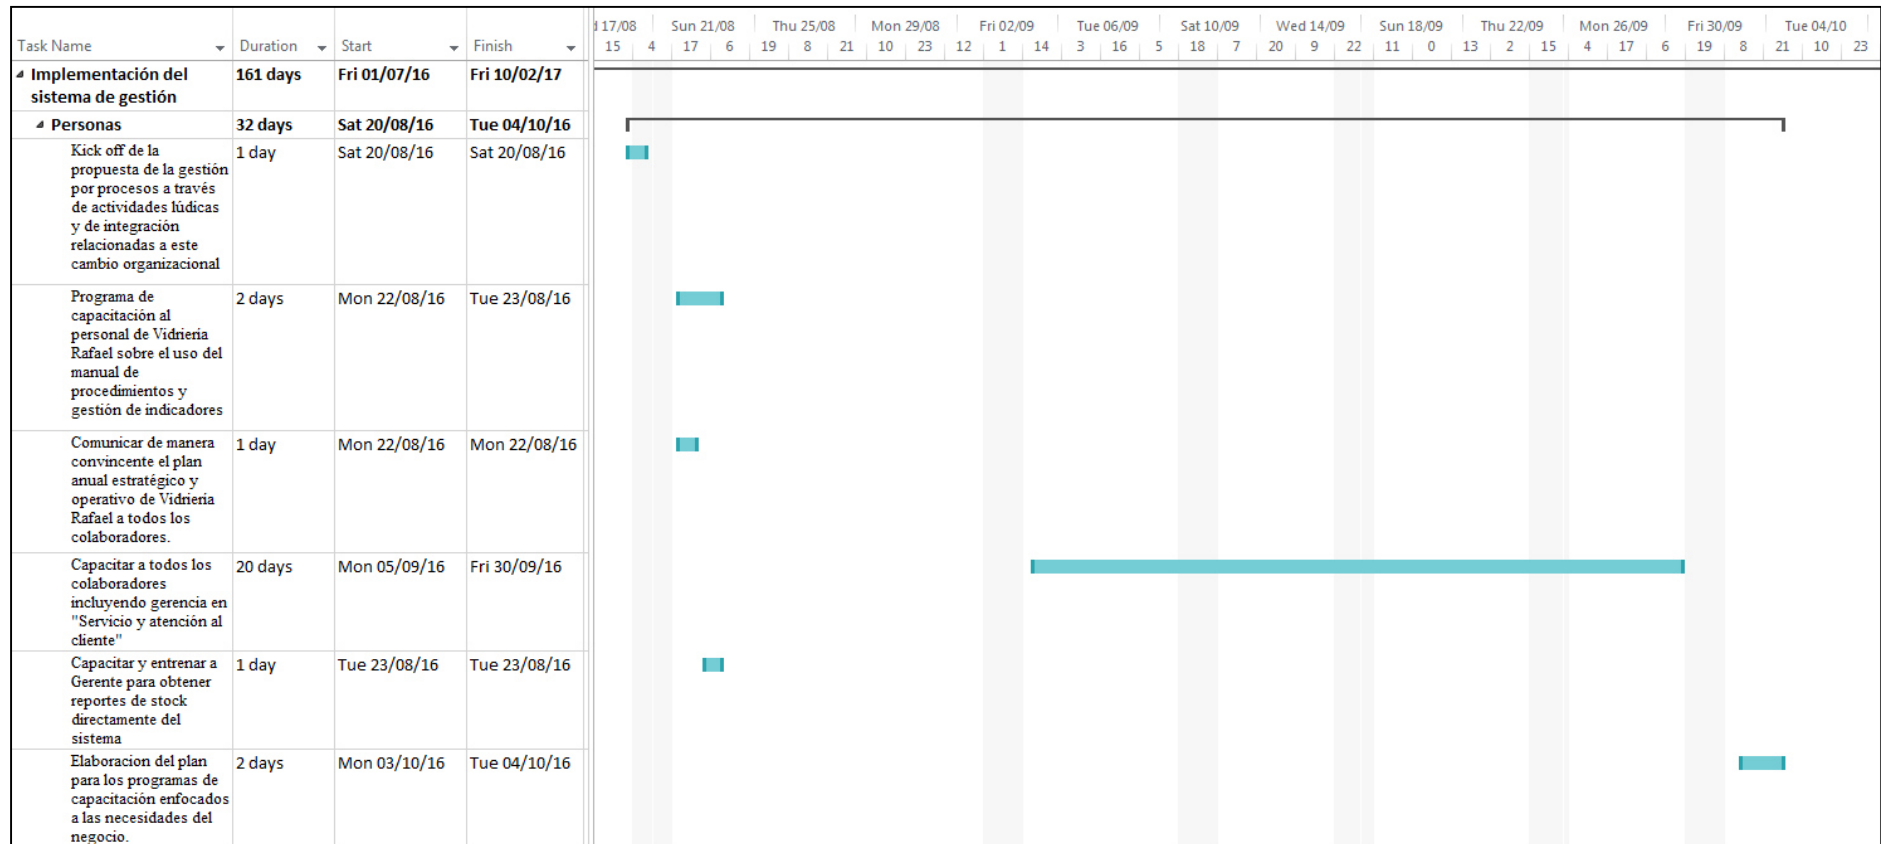 d 17/08 Sun 21/08 Thu 25/08 Mon 29/08 Fri 02/09 Tue 06/09 Sat 10/09 Wed 14/09 Sun 18/09 Thu 22/09 Mon 26/09 Fri 30/09 Tue 04/10
Task Name Duration Start Finish 15 4 17 6 19 8 21 10 23 12 1 14 3 16 5 18 7 20 9 22 11 0 13 2 15 4 17 6 19 8 21 10 23
Implementación del 161 days Fri 01/07/16 Fri 10/02/17
sistema de gestión
Personas 32 days Sat 20/08/16 Tue 04/10/16
Kick off de la 1 day Sat 20/08/16 Sat 20/08/16
propuesta de la gestión
por procesos a través
de actividades lúdicas
y de integración
relacionadas a este
cambio organizacional
Programa de 2 days Mon 22/08/16 Tue 23/08/16
capacitación al
personal de Vidriería
Rafael sobre el uso del
manual de
procedimientos y
gestión de indicadores
Comunicar de manera 1 day Mon 22/08/16 Mon 22/08/16
convincente el plan
anual estratégico y
operativo de Vidriería
Rafael a todos los
colaboradores.
Capacitar a todos los 20 days Mon 05/09/16 Fri 30/09/16
colaboradores
incluyendo gerencia en
"Servicio y atención al
cliente"
Capacitar y entrenar a 1 day Tue 23/08/16 Tue 23/08/16
Gerente para obtener
reportes de stock
directamente del
sistema
Elaboracion del plan 2 days Mon 03/10/16 Tue 04/10/16
para los programas de
capacitación enfocados
a las necesidades del
negocio.